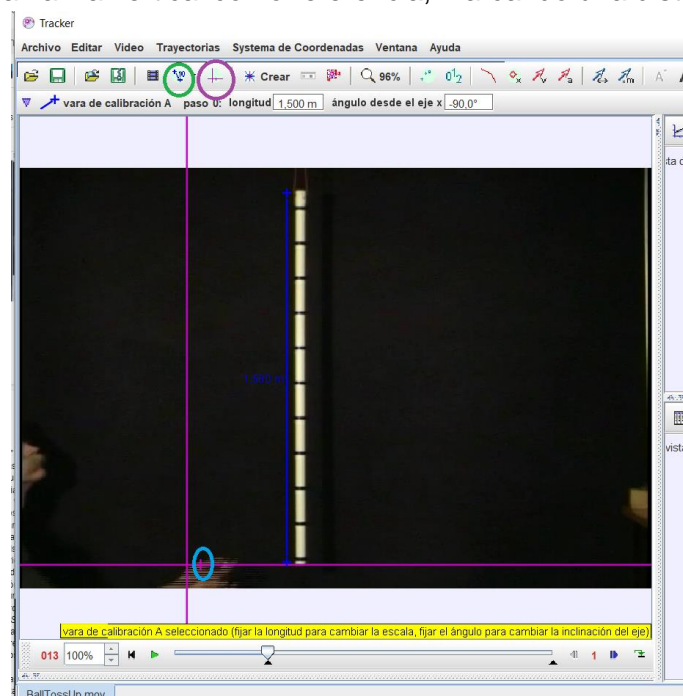 Tracker
Archivo Editar Video Trayectorias Systema de Coordenadas Ventana Ayuda
Crear 96%
vara de calibración A paso 0: longitud 1,500 m ángulo desde el eje x -90,0°
vara de calibración A seleccionado (fijar la longitud para cambiar la escala, fijar el ángulo para cambiar la inclinación del eje)
013 100% 1
BallTossUp.mov